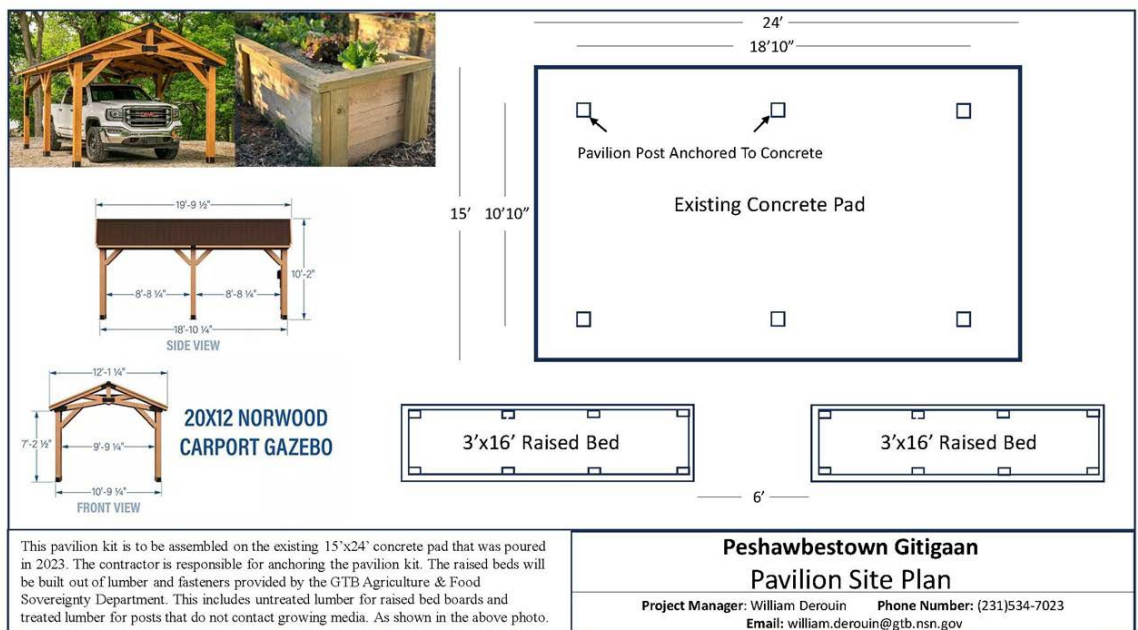 24'
18'10"
Pavilion Post Anchored To Concrete
Existing Concrete Pad
15'
10'10"
GMC
19'-9 ½"
10'-2"
8'-8 ¼"
8'-8 ¼"
18'-10 ¼"
SIDE VIEW
12'-1 ¼"
7'-2 ½"
9'-9 ¼"
10'-9 ¼"
FRONT VIEW
20X12 NORWOOD
CARPORT GAZEBO
3'x16' Raised Bed
3'x16' Raised Bed
6'
This pavilion kit is to be assembled on the existing 15'x24' concrete pad that was poured
in 2023. The contractor is responsible for anchoring the pavilion kit. The raised beds will
be built out of lumber and fasteners provided by the GTB Agriculture & Food
Sovereignty Department. This includes untreated lumber for raised bed boards and
treated lumber for posts that do not contact growing media. As shown in the above photo.
Peshawbestown Gitigaan
Pavilion Site Plan
Project Manager: William Derouin Phone Number: (231)534-7023
Email: william.derouin@gtb.nsn.gov